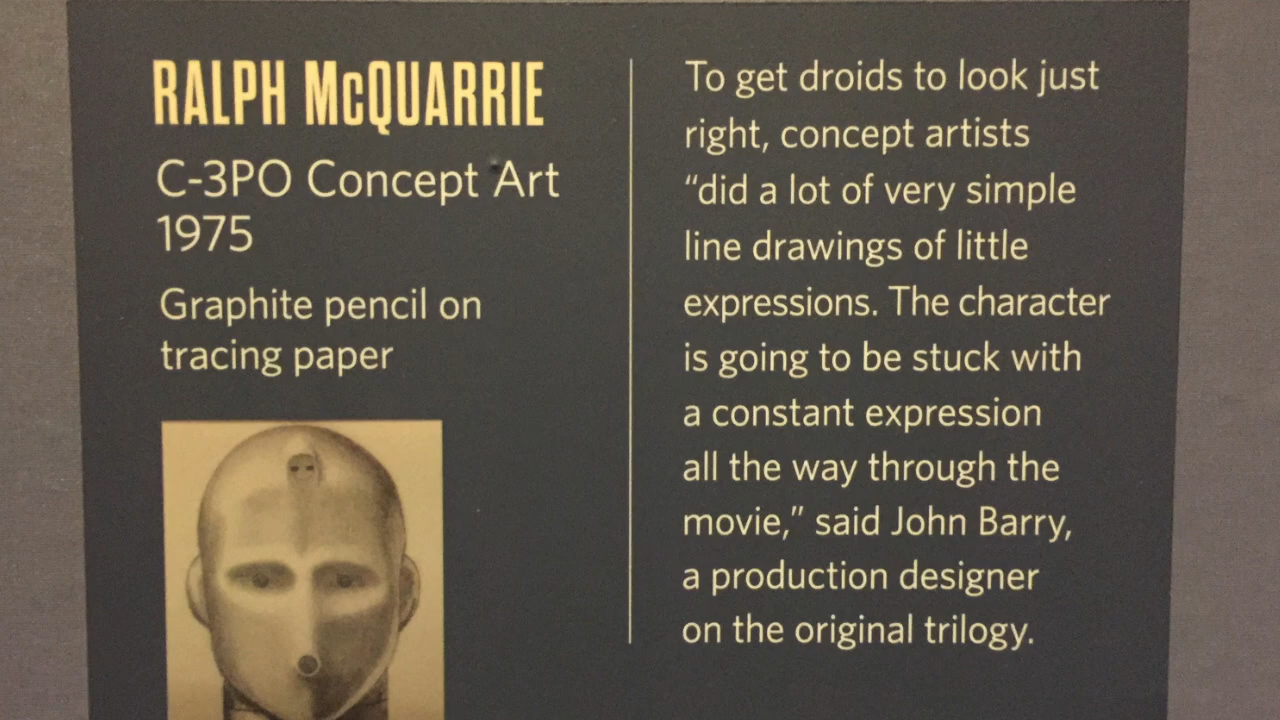 RALPH McQUARRIE
C-3PO Concept Art
1975
Graphite pencil on
tracing paper
To get droids to look just
right, concept artists
“did a lot of very simple
line drawings of little
expressions. The character
is going to be stuck with
a constant expression
all the way through the
movie,” said John Barry,
a production designer
on the original trilogy.